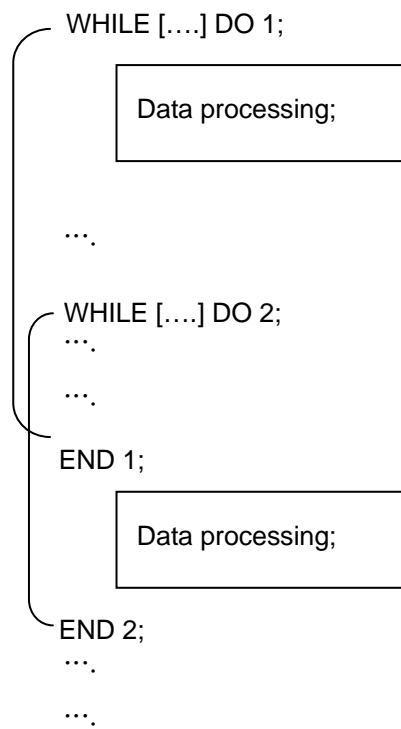 WHILE [….] DO 1;
Data processing;
….
WHILE [….] DO 2;
….
….
END 1;
Data processing;
END 2;
….
….